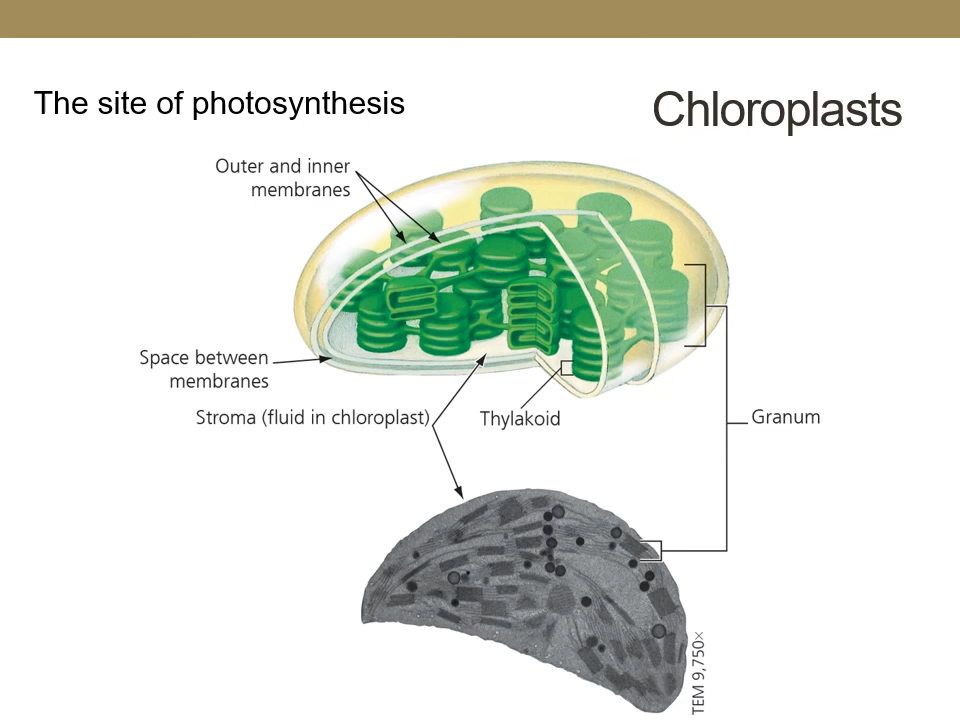 The site of photosynthesis
Chloroplasts
Outer and inner
membranes
Space between
membranes
Stroma (fluid in chloroplast)
Thylakoid
Granum
TEM 9,750×